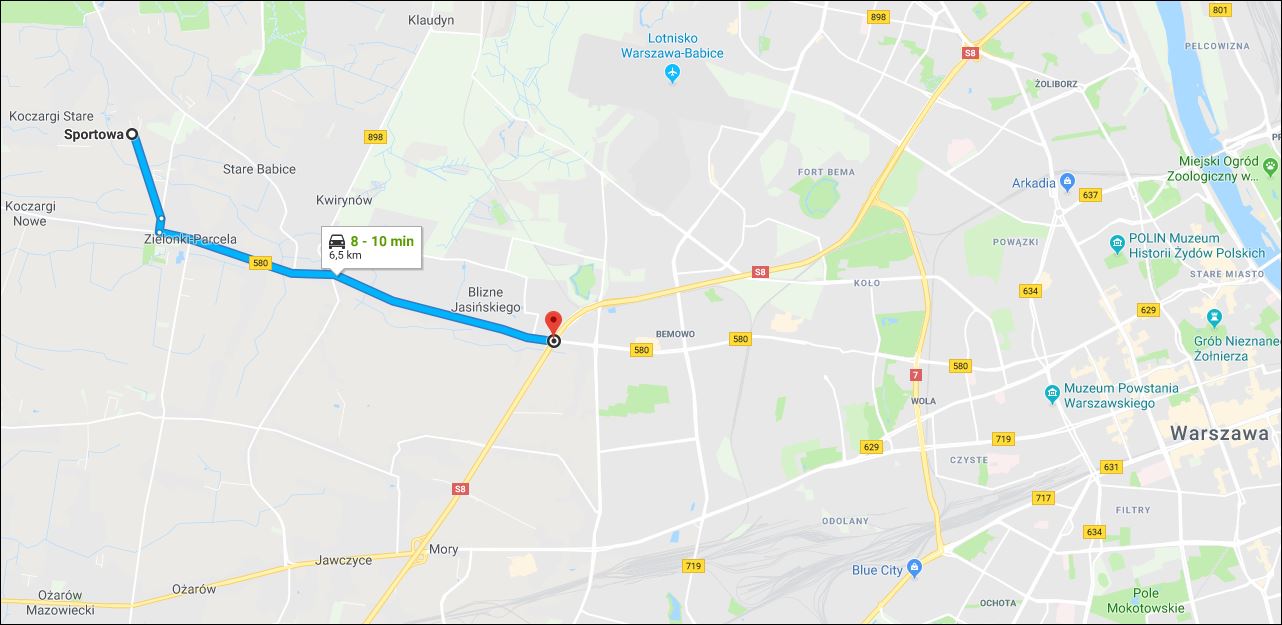 801
898
Klaudyn
Lotnisko
Warszawa-Babice
PELCOWIZNA
S8
ŻOLIBORZ
Koczargi Stare
Sportowa
898
Stare Babice
Miejski Ogród
Zoologiczny w...
FORT BEMA
Arkadia
637
Kwirynów
Koczargi
Nowe
Zielonki-Parcela
8 - 10 min
6,5 km
580
POWĄZKI
POLIN Muzeum
Historii Żydów Polskich
STARE MIASTO
S8
KOŁO
634
Blizne
Jasińskiego
629
Grób Nieznane
Żołnierza
BEMOWO
580
580
580
7
WOLA
Muzeum Powstania
Warszawskiego
Warszawa
629
719
CZYSTE
631
S8
717
FILTRY
ODOLANY
634
Mory
Jawczyce
719
Blue City
Ożarów
Ożarów
Mazowiecki
OCHOTA
Pole
Mokotowskie